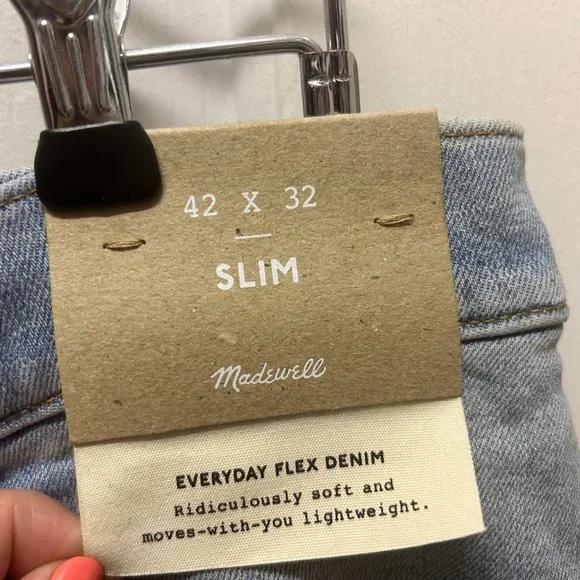 42 X 32
SLIM
Madewell
EVERYDAY FLEX DENIM
Ridiculously soft and
moves-with-you lightweight.